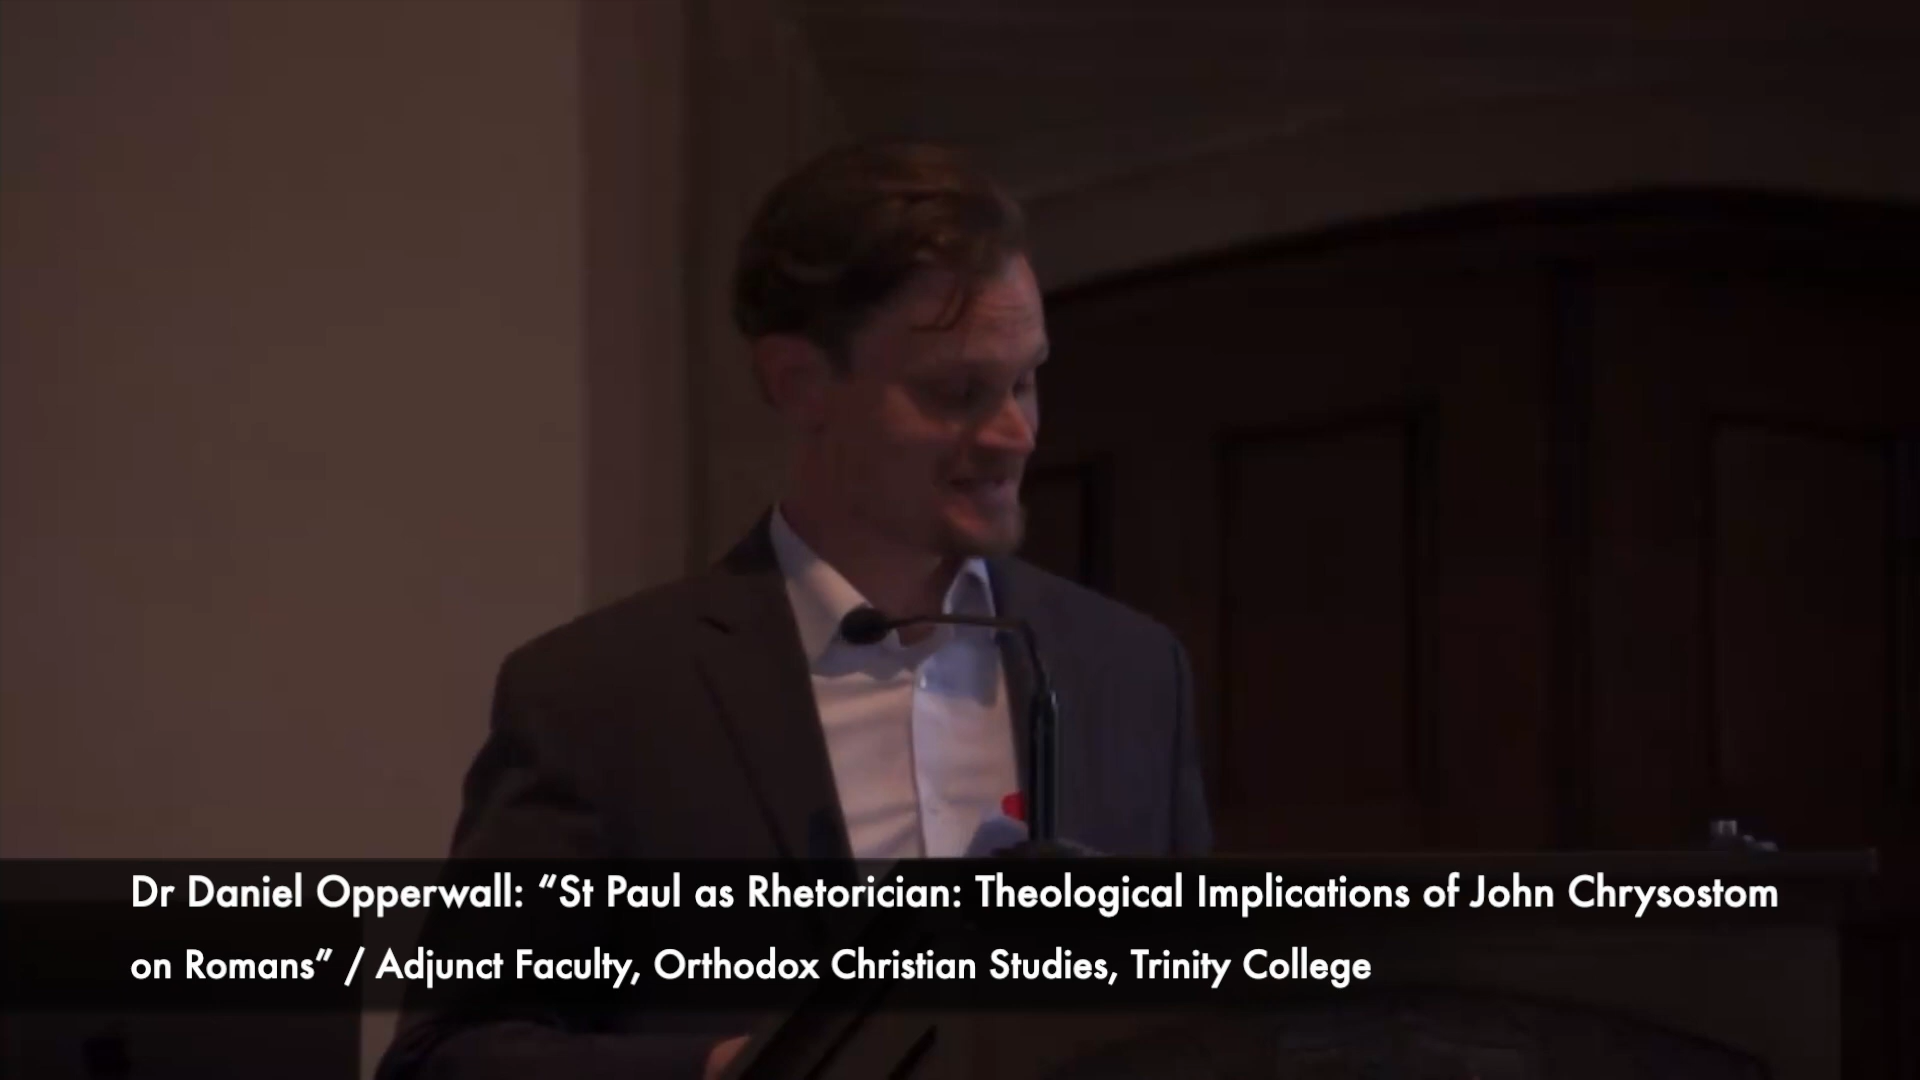 Dr Daniel Opperwall: “St Paul as Rhetorician: Theological Implications of John Chrysostom
on Romans” / Adjunct Faculty, Orthodox Christian Studies, Trinity College